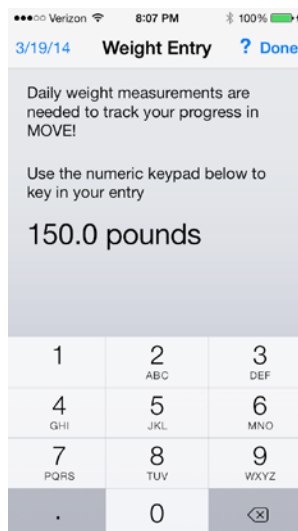 Verizon 8:07 PM 100%
3/19/14 Weight Entry ? Done
Daily weight measurements are
needed to track your progress in
MOVE!
Use the numeric keypad below to
key in your entry
150.0 pounds
1 2 3
ABC DEF
4 5 6
GHI JKL MNO
7 8 9
PQRS TUV WXYZ
. 0